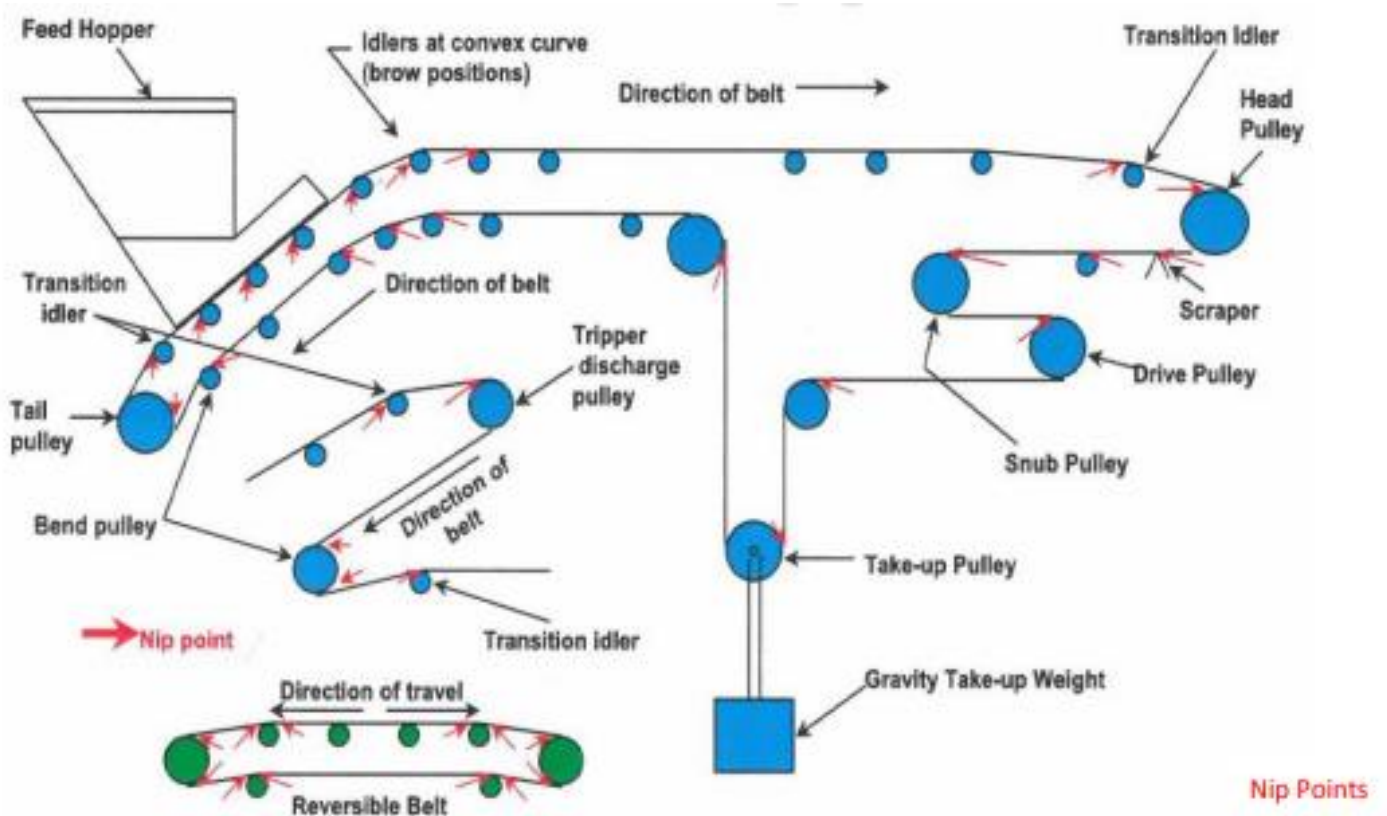 Feed Hopper
Idlers at convex curve
(brow positions)
Transition Idler
Direction of belt
Head
Pulley
Transition
idler
Direction of belt
Scraper
Tripper
discharge
pulley
Drive Pulley
Tail
pulley
Snub Pulley
Bend pulley
Direction of
belt
Take-up Pulley
Nip point
Transition idler
Direction of travel
Gravity Take-up Weight
Reversible Belt
Nip Points